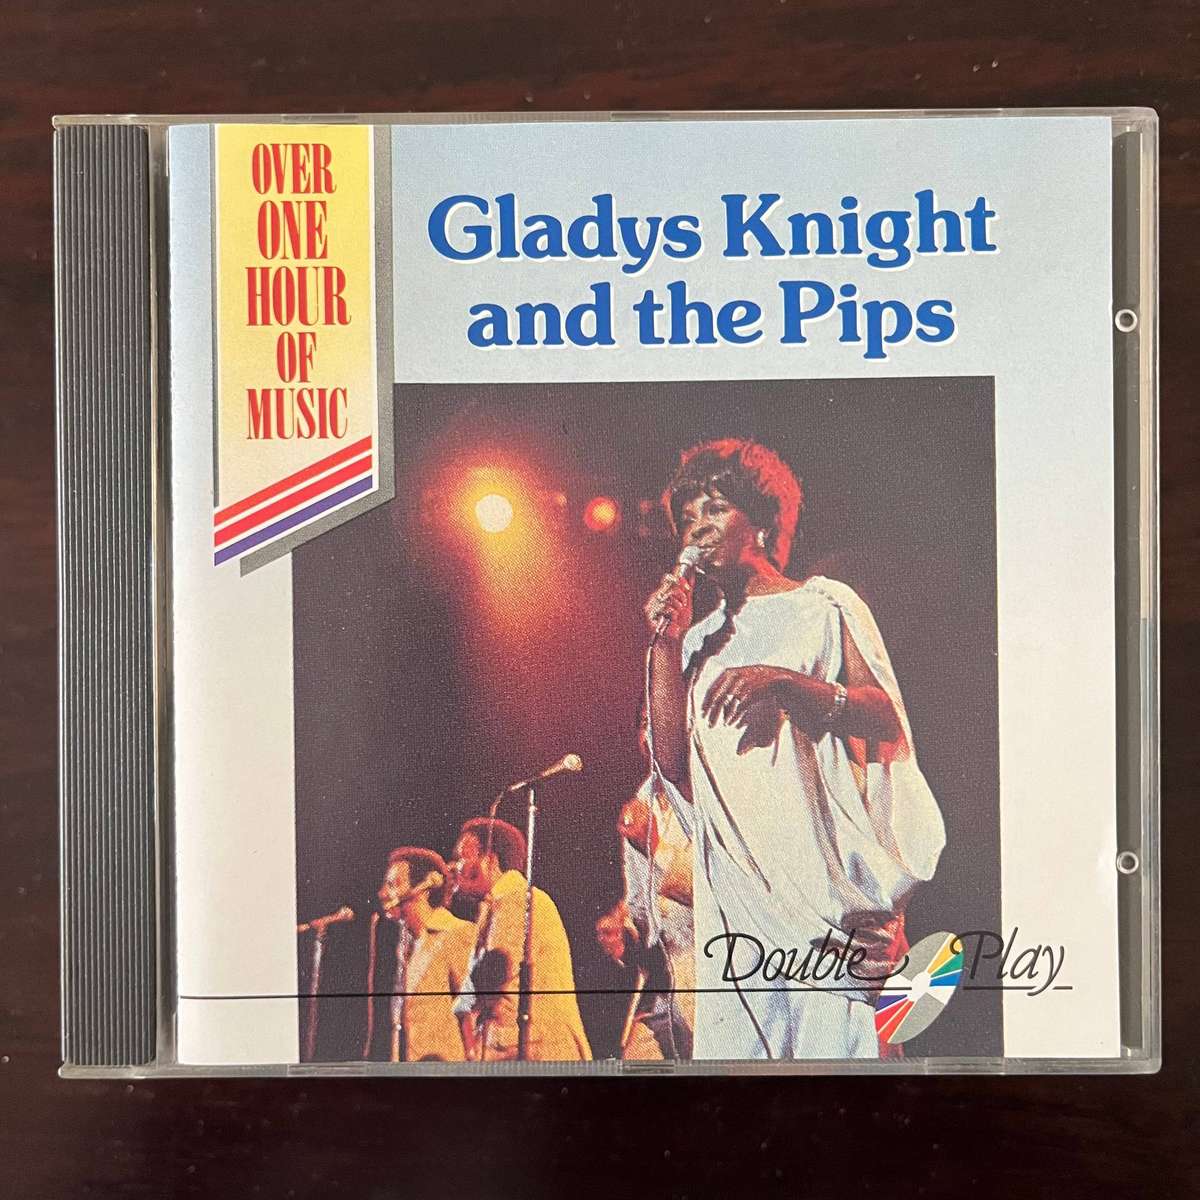 OVER
ONE
HOUR
OF
MUSIC
Gladys Knight
and the Pips
Double Play